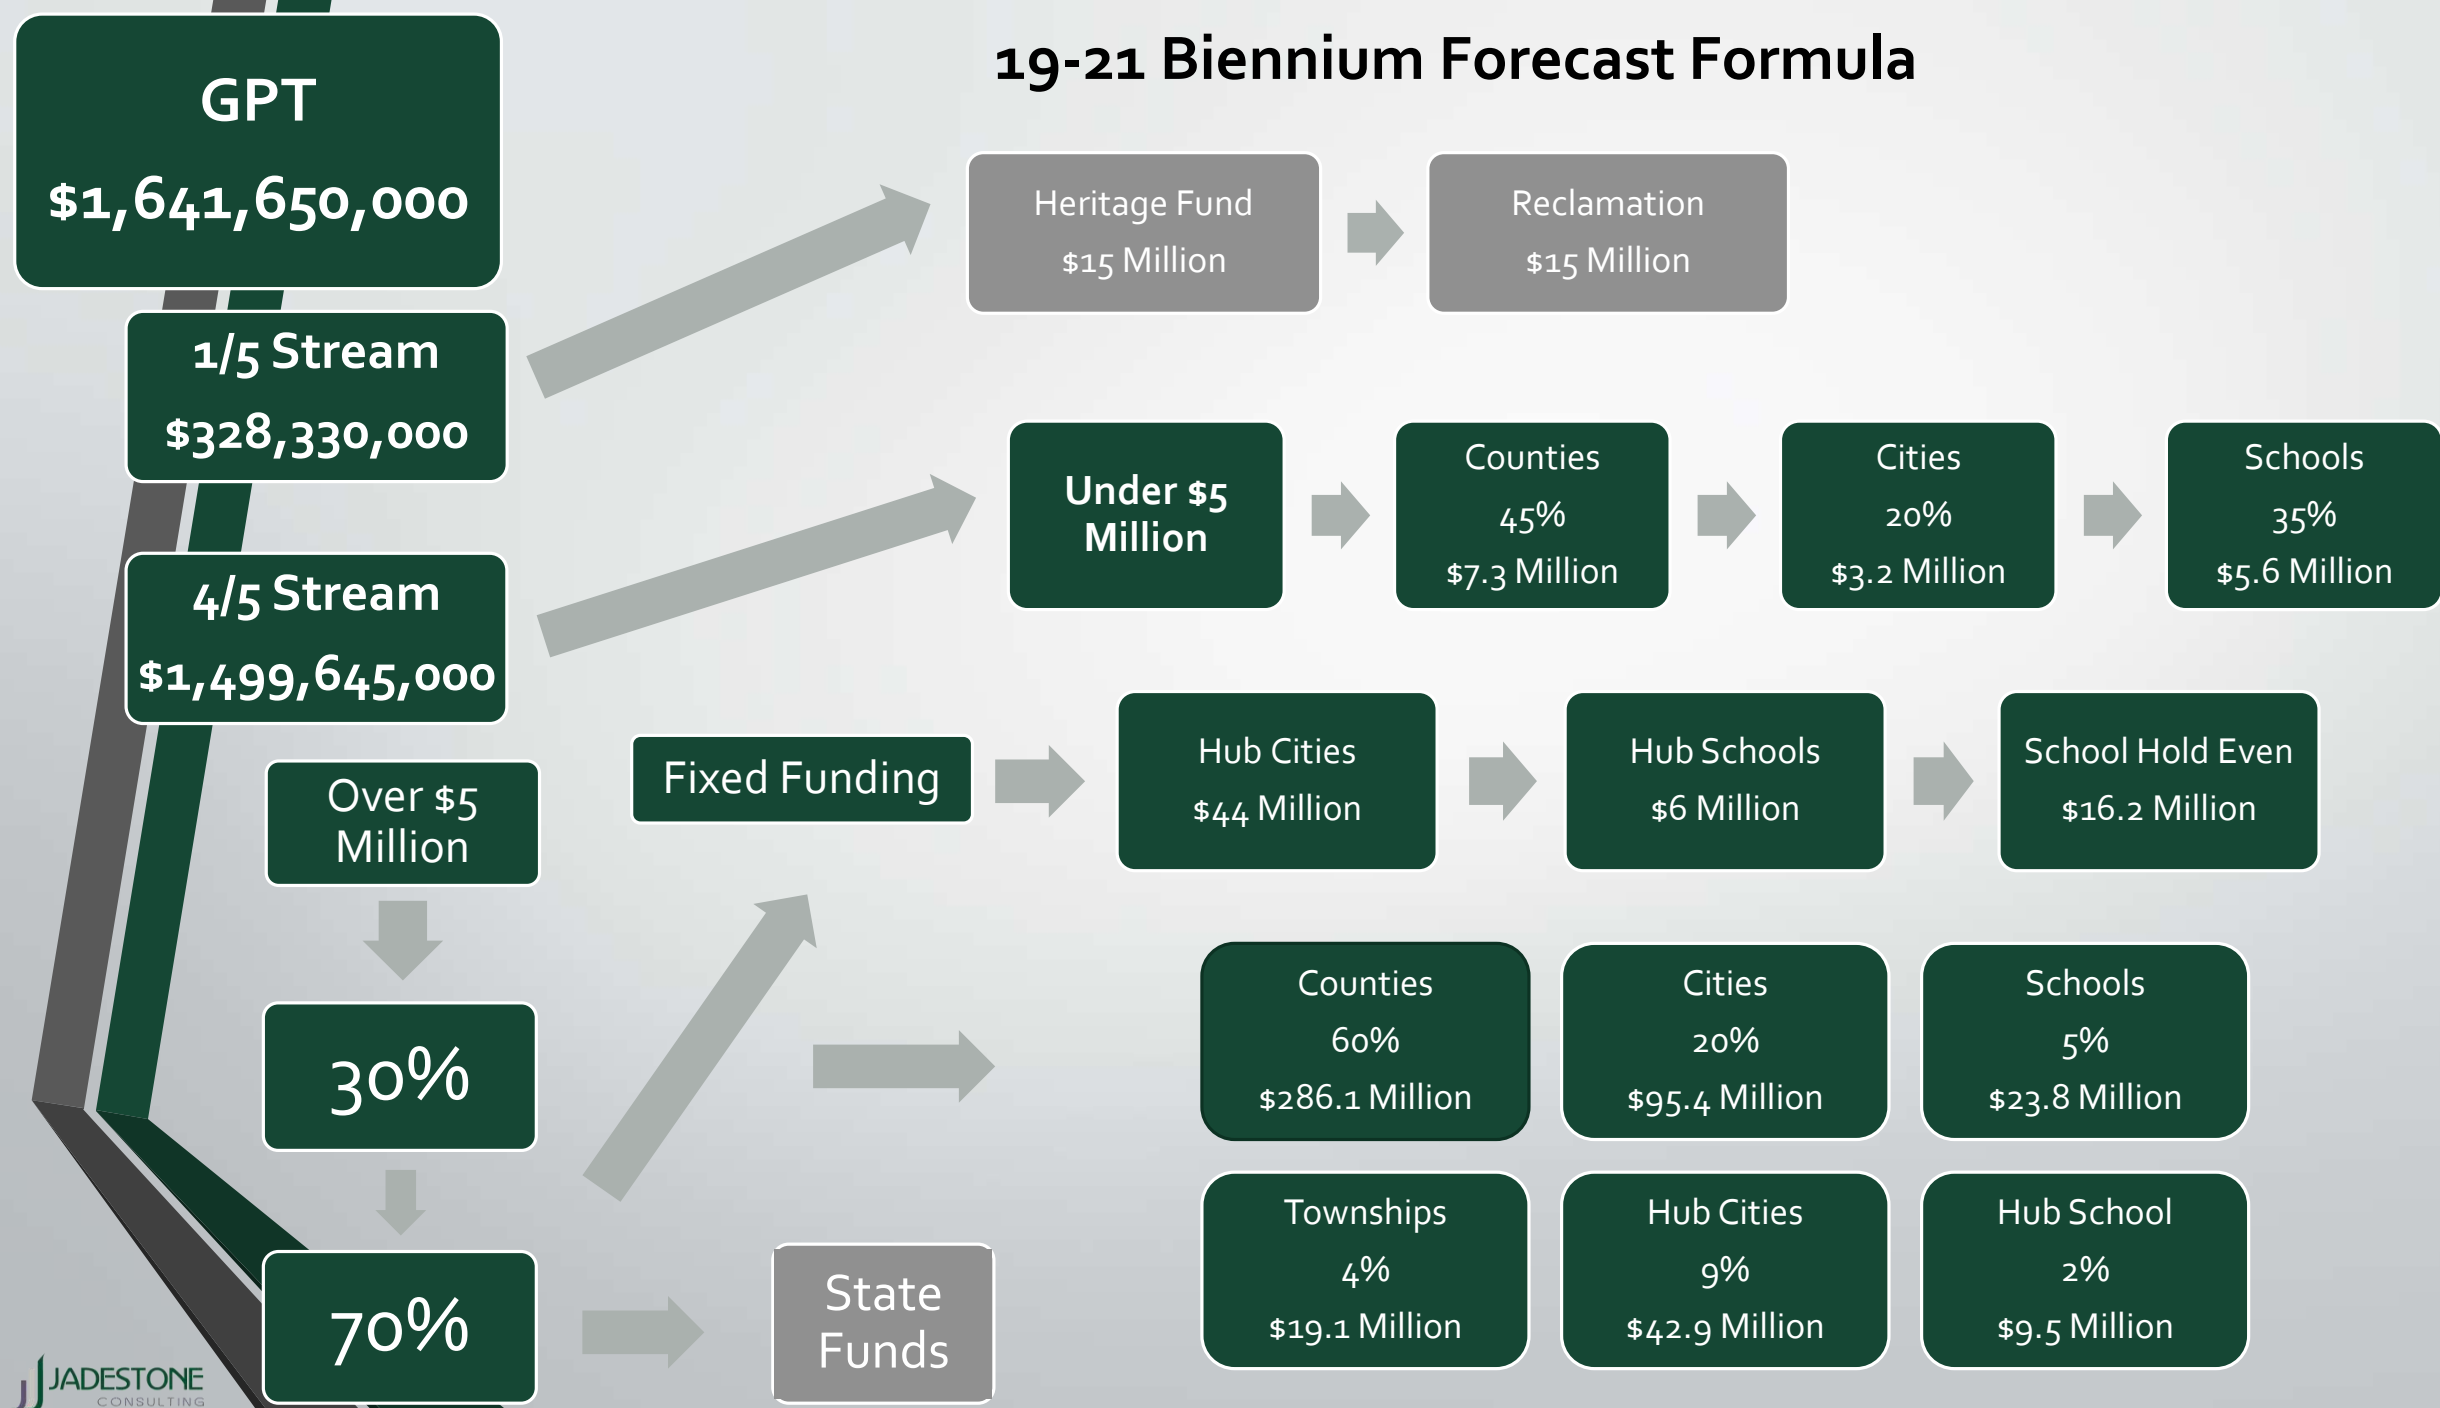 19-21 Biennium Forecast Formula
GPT
$1,641,650,000
1/5 Stream
$328,330,000
4/5 Stream
$1,499,645,000
Over $5
Million
30%
70%
Heritage Fund
$15 Million
Reclamation
$15 Million
Under $5
Million
Counties
45%
$7.3 Million
Cities
20%
$3.2 Million
Schools
35%
$5.6 Million
Fixed Funding
Hub Cities
$44 Million
Hub Schools
$6 Million
School Hold Even
$16.2 Million
Counties
60%
$286.1 Million
Cities
20%
$95.4 Million
Schools
5%
$23.8 Million
Townships
4%
$19.1 Million
Hub Cities
9%
$42.9 Million
Hub School
2%
$9.5 Million
State
Funds
JADESTONE
CONSULTING